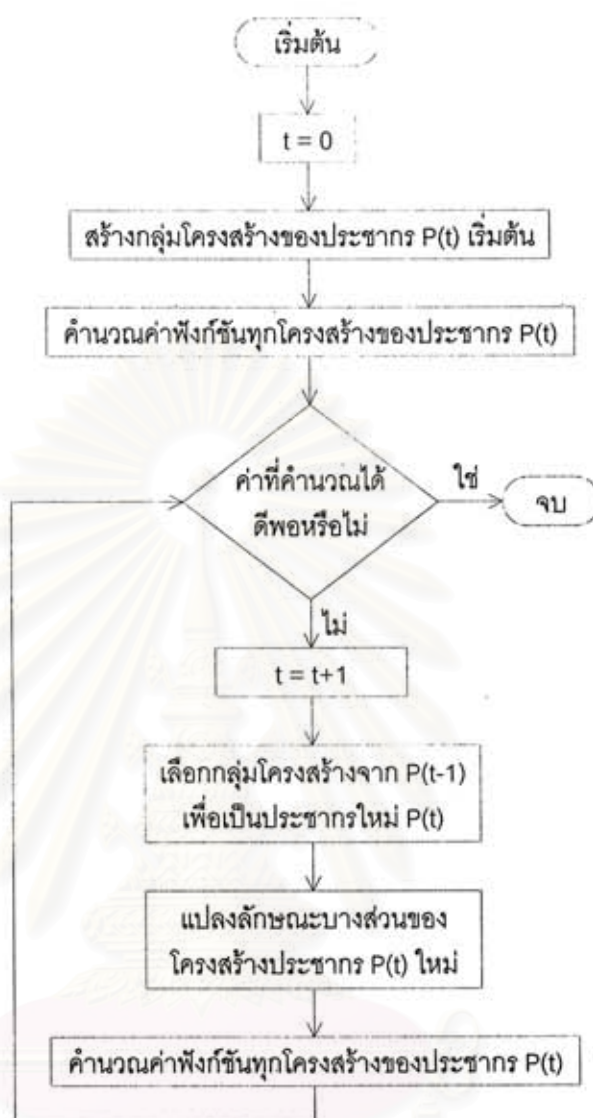 เริ่มต้น
t = 0
สร้างกลุ่มโครงสร้างของประชากร P(t) เริ่มต้น
คำนวณค่าฟังก์ชันทุกโครงสร้างของประชากร P(t)
ค่าที่คำนวณได้
ดีพอหรือไม่
ใช่
จบ
ไม่
t = t+1
เลือกกลุ่มโครงสร้างจาก P(t-1)
เพื่อเป็นประชากรใหม่ P(t)
แปลงลักษณะบางส่วนของ
โครงสร้างประชากร P(t) ใหม่
คำนวณค่าฟังก์ชันทุกโครงสร้างของประชากร P(t)